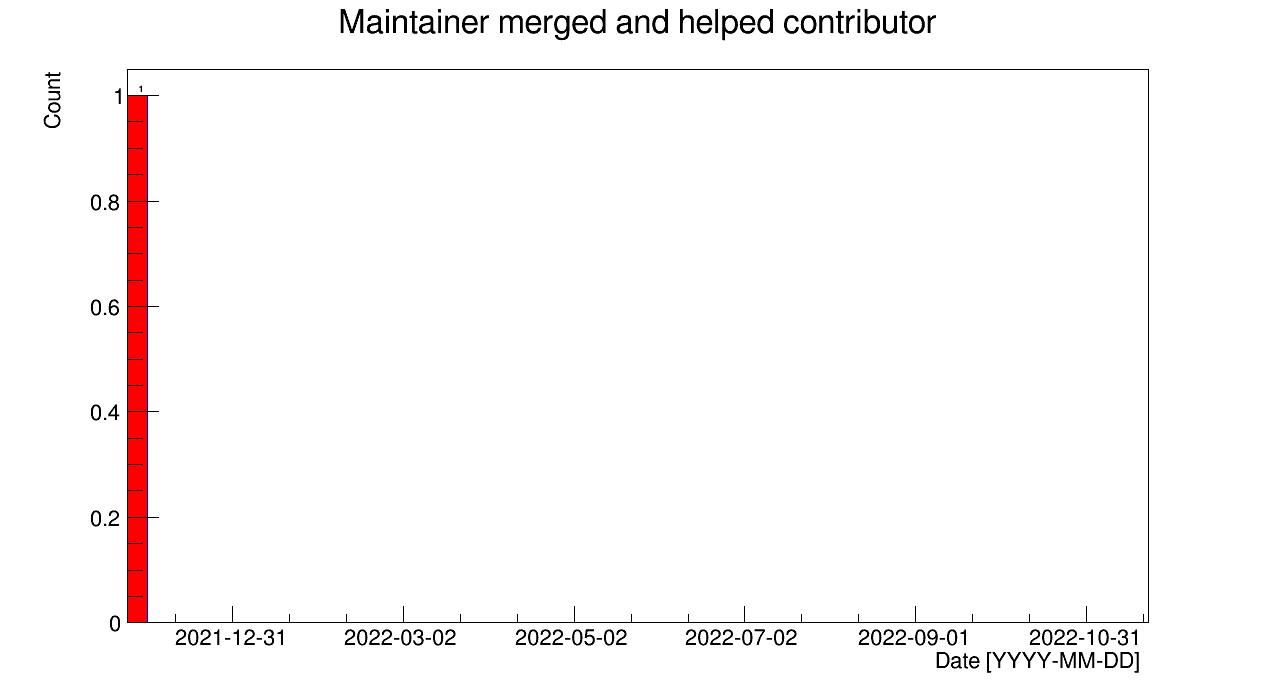 Maintainer merged and helped contributor
Count
1
1
0.8
0.6
0.4
0.2
0
2021-12-31 2022-03-02 2022-05-02 2022-07-02 2022-09-01 2022-10-31
Date [YYYY-MM-DD]